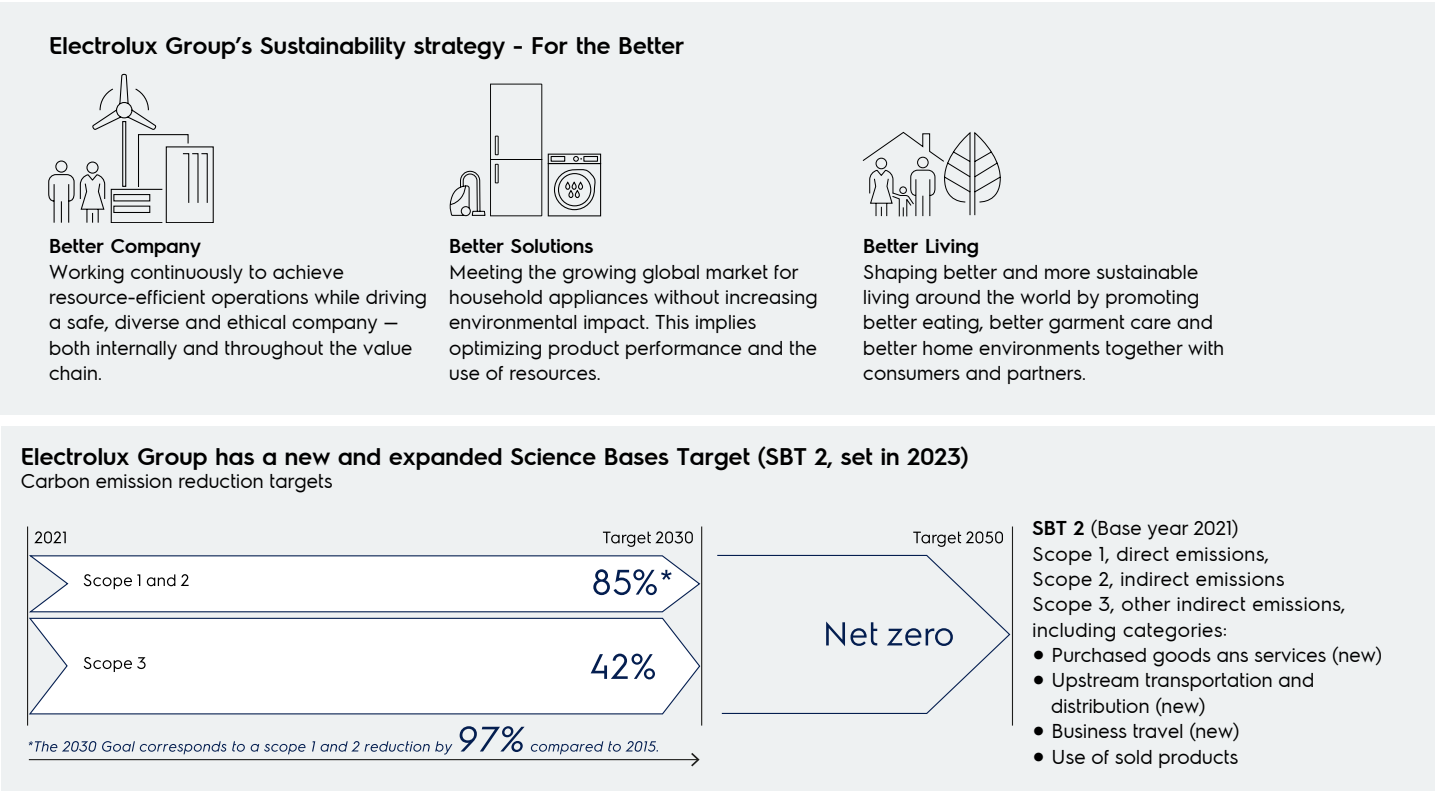 Electrolux Group’s Sustainability strategy - For the Better
Better Company
Working continuously to achieve
resource-efficient operations while driving
a safe, diverse and ethical company —
both internally and throughout the value
chain.
Better Solutions
Meeting the growing global market for
household appliances without increasing
environmental impact. This implies
optimizing product performance and the
use of resources.
Better Living
Shaping better and more sustainable
living around the world by promoting
better eating, better garment care and
better home environments together with
consumers and partners.
Electrolux Group has a new and expanded Science Bases Target (SBT 2, set in 2023)
Carbon emission reduction targets
2021
Target 2030
Scope 1 and 2
85%*
Scope 3
42%
*The 2030 Goal corresponds to a scope 1 and 2 reduction by 97% compared to 2015.
Target 2050
Net zero
SBT 2 (Base year 2021)
Scope 1, direct emissions,
Scope 2, indirect emissions
Scope 3, other indirect emissions,
including categories:
● Purchased goods ans services (new)
● Upstream transportation and
distribution (new)
● Business travel (new)
● Use of sold products